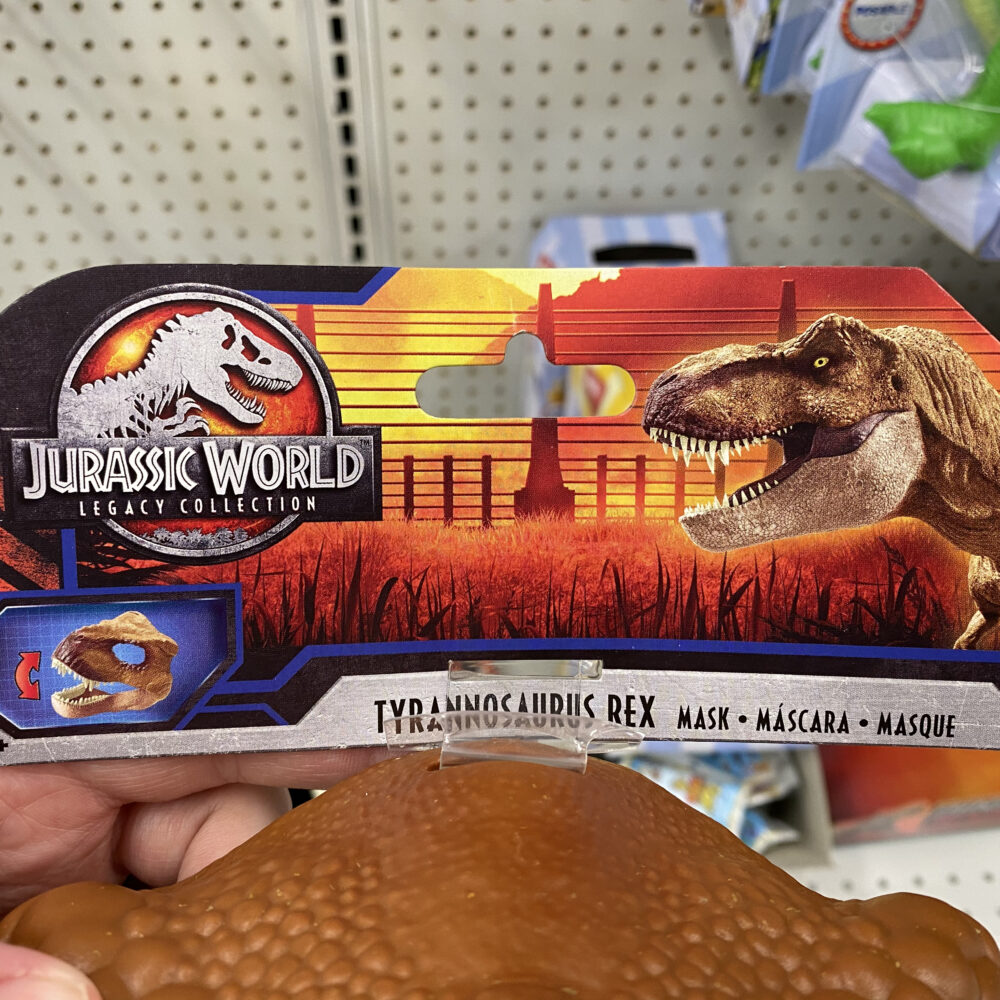 JURASSIC WORLD
LEGACY COLLECTION
TYRANNOSAURUS REX MASK • MÁSCARA • MASQUE